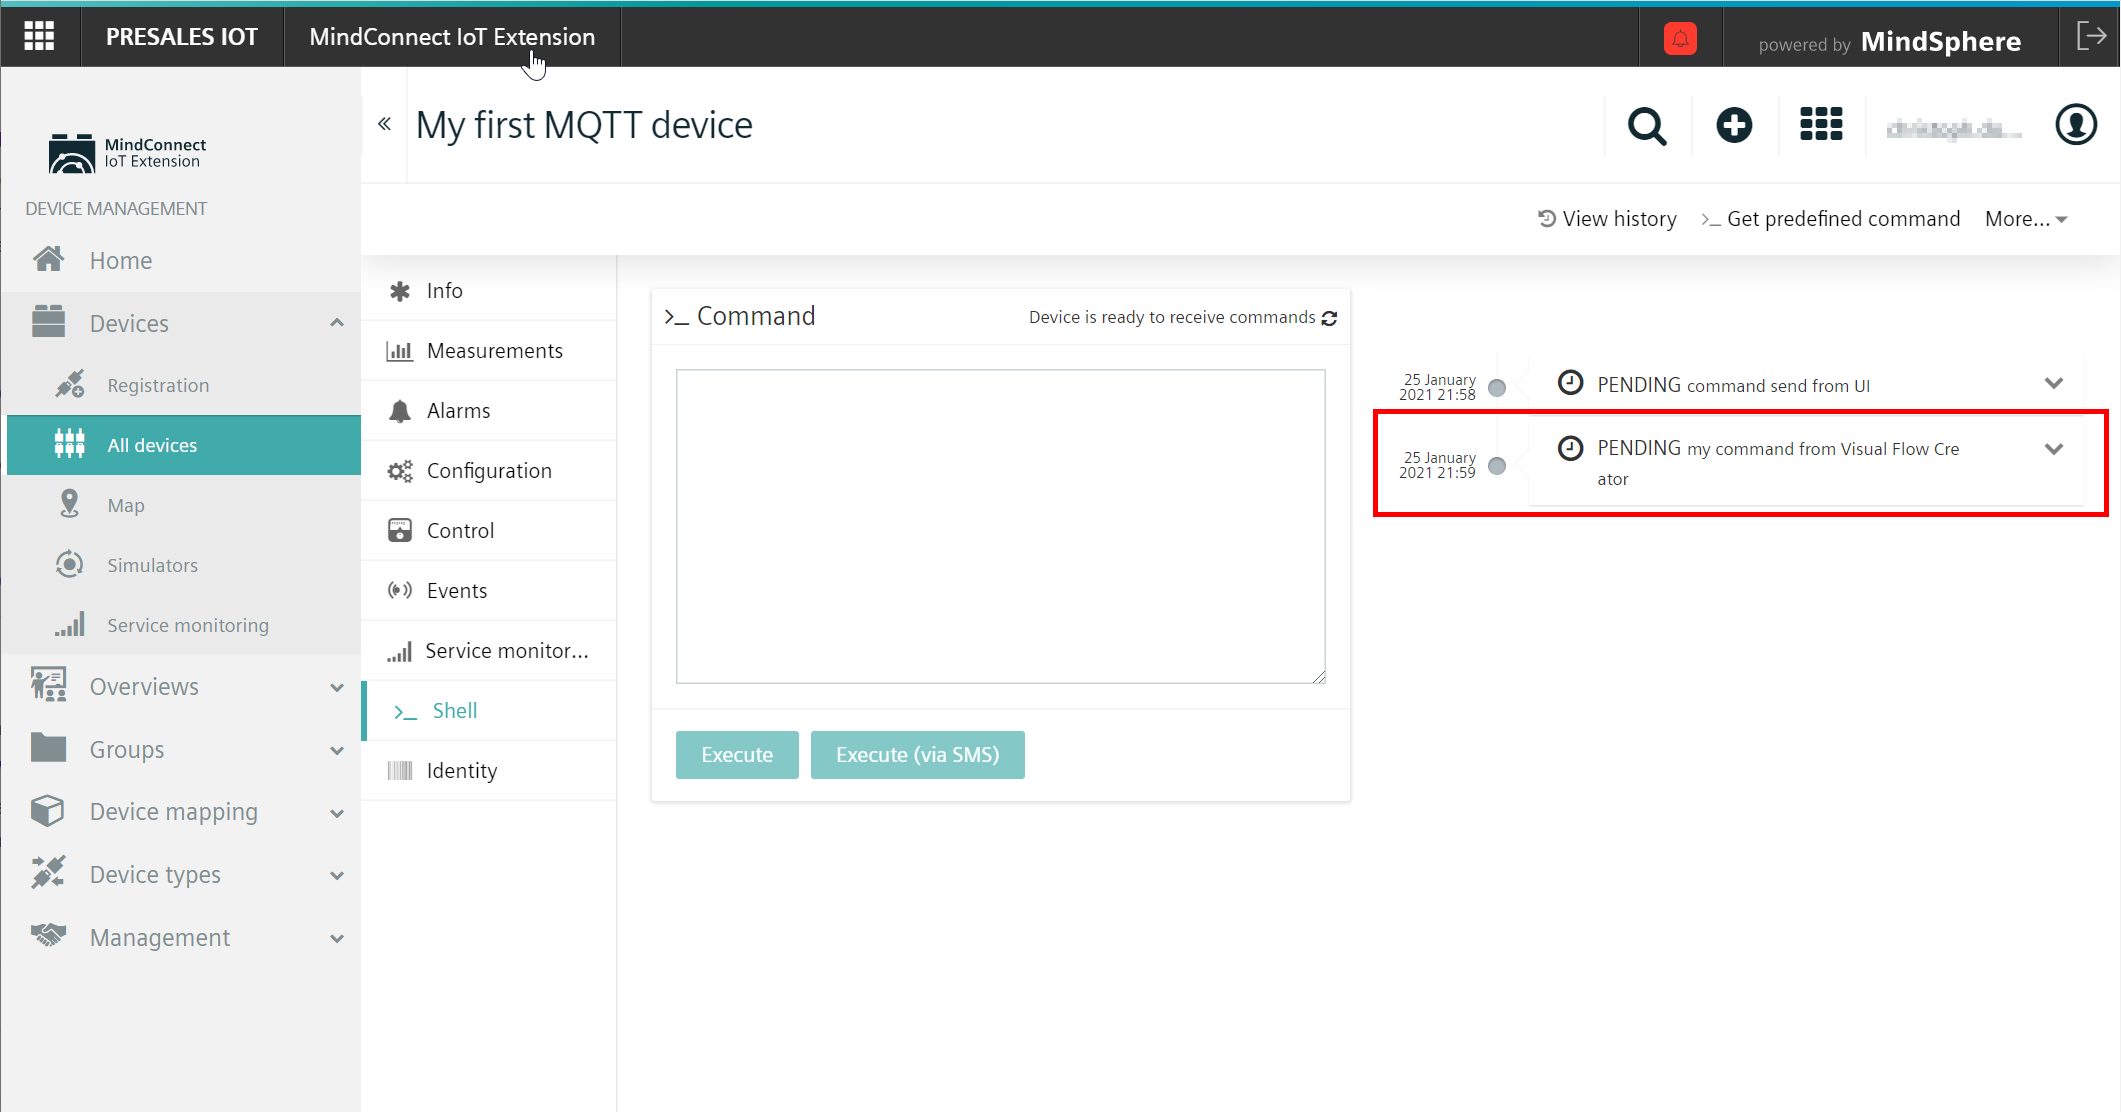 PRESALES IOT
MindConnect IoT Extension
powered by MindSphere
MindConnect
IoT Extension
DEVICE MANAGEMENT
Home
Devices
Registration
All devices
Map
Simulators
Service monitoring
Overviews
Groups
Device mapping
Device types
Management
My first MQTT device
View history
Get predefined command
More...
Info
Measurements
Alarms
Configuration
Control
Events
Service monitor...
Shell
Identity
Command
Device is ready to receive commands
Execute
Execute (via SMS)
25 January
2021 21:58
PENDING command send from UI
25 January
2021 21:59
PENDING my command from Visual Flow Cre
ator